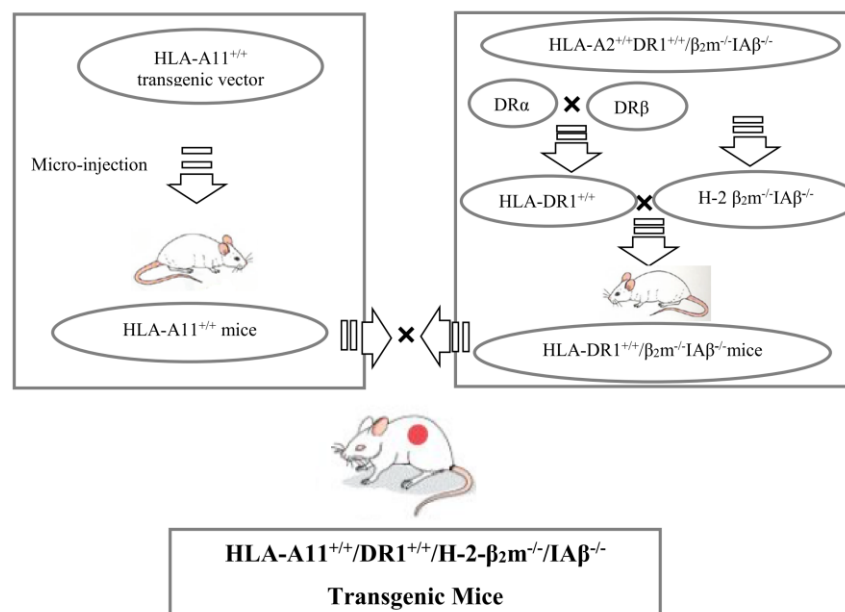 HLA-A11+/+
transgenic vector
Micro-injection
HLA-A11+/+ mice
HLA-A2+/+DR1+/+/β2m-/-IAβ-/-
DRα × DRβ
HLA-DR1+/+ × H-2 β2m-/-IAβ-/-
HLA-DR1+/+/β2m-/-IAβ-/-mice
×
HLA-A11+/+/DR1+/+/H-2-β2m-/-/IAβ-/-
Transgenic Mice